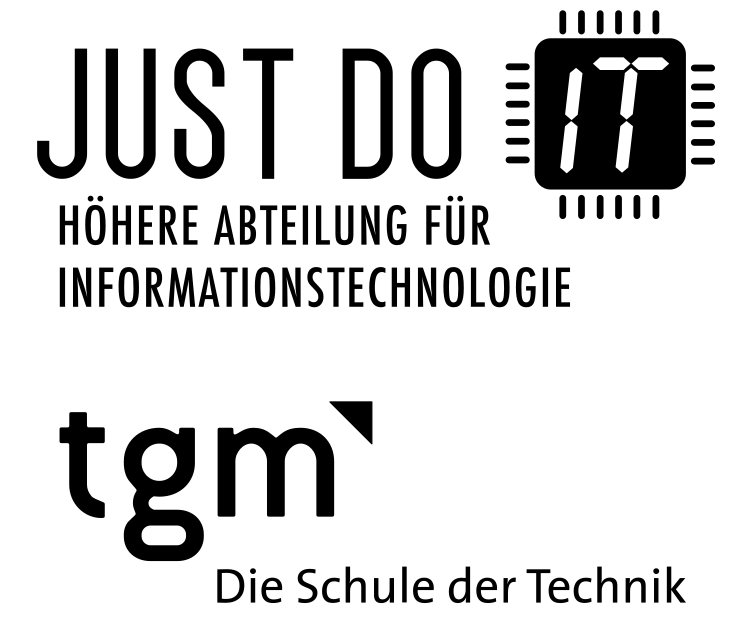 JUST DO IT
HÖHERE ABTEILUNG FÜR
INFORMATIONSTECHNOLOGIE
tgm
Die Schule der Technik